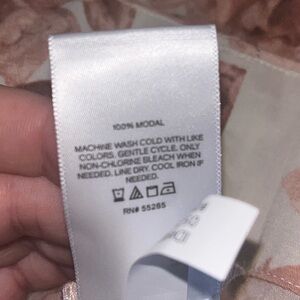 100% MODAL
MACHINE WASH COLD WITH LIKE
COLORS. GENTLE CYCLE. ONLY
NON-CHLORINE BLEACH WHEN
NEEDED. LINE DRY. COOL IRON IF
NEEDED.
RN# 55285